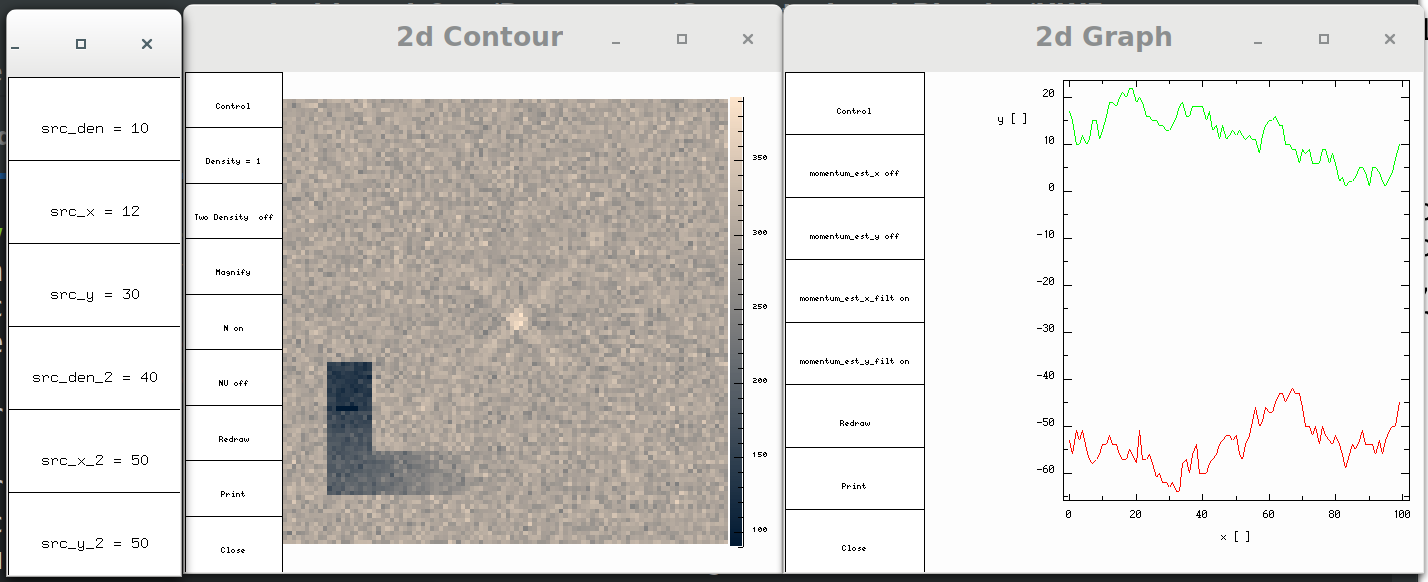 src_den = 10
src_x = 12
src_y = 30
src_den_2 = 40
src_x_2 = 50
src_y_2 = 50
2d Contour
Control
Density = 1
Two Density off
Magnify
N on
NU off
Redraw
Print
Close
350
300
250
200
150
100
2d Graph
Control
momentum_est_x off
momentum_est_y off
momentum_est_x_filt on
momentum_est_y_filt on
Redraw
Print
Close
y [ ]
20
10
0
-10
-20
-30
-40
-50
-60
0 20 40 60 80 100
x [ ]